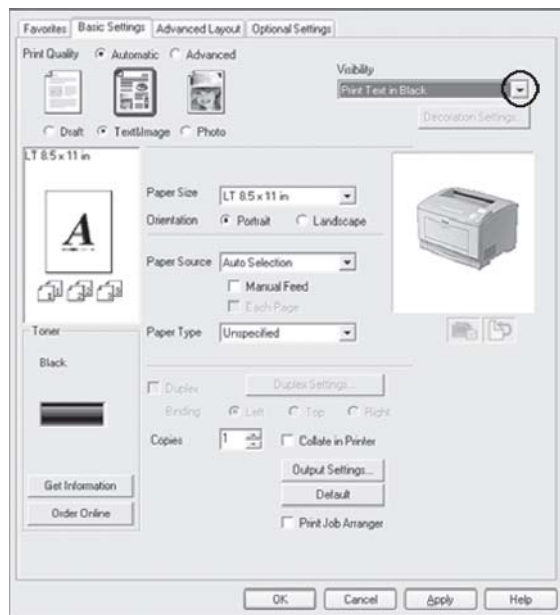 Favorites Basic Settings Advanced Layout Optional Settings
Print Quality Automatic Advanced
Visibility
Print Text in Black
Decoration Settings...
Draft Text&Image Photo
LT 8.5 x 11 in
A
Paper Size LT 8.5 x 11 in
Orientation Portrait Landscape
Paper Source Auto Selection
Manual Feed
Each Page
Paper Type Unspecified
Toner
Black
Duplex Duplex Settings...
Binding Left Top Right
Copies 1 Collate in Printer
Output Settings...
Get Information
Default
Order Online
Print Job Arranger
OK Cancel Apply Help